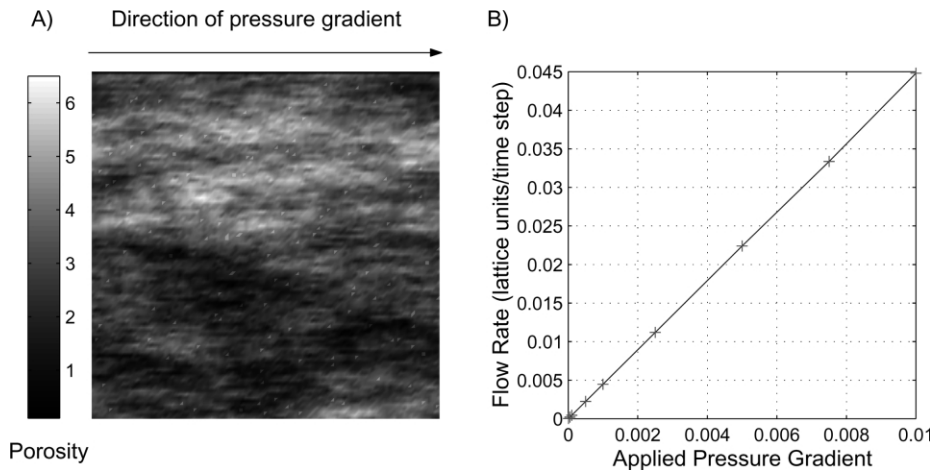 A)
Direction of pressure gradient
6
5
4
3
2
1
Porosity
B)
Flow Rate (lattice units/time step)
0.045
0.04
0.035
0.03
0.025
0.02
0.015
0.01
0.005
0
0 0.002 0.004 0.006 0.008 0.01
Applied Pressure Gradient